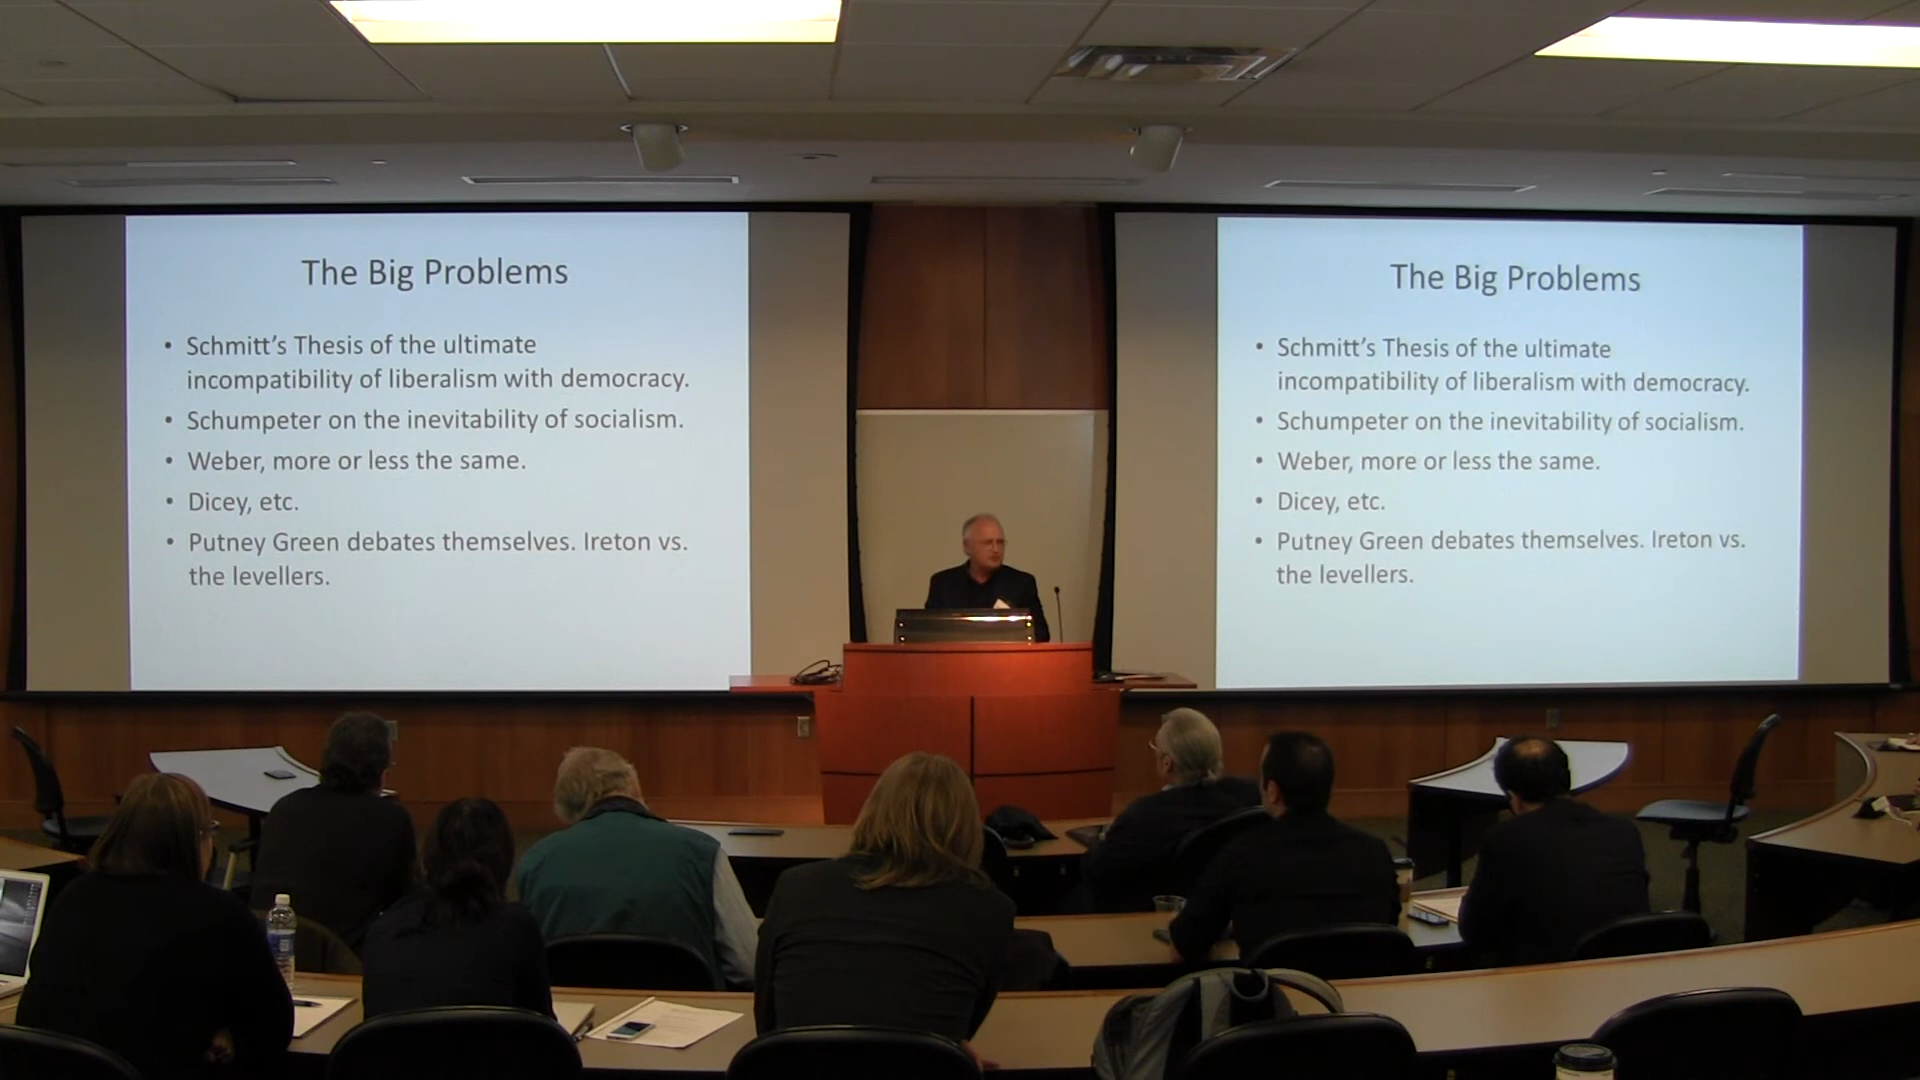 The Big Problems
• Schmitt’s Thesis of the ultimate
incompatibility of liberalism with democracy.
• Schumpeter on the inevitability of socialism.
• Weber, more or less the same.
• Dicey, etc.
• Putney Green debates themselves. Ireton vs.
the levellers.
The Big Problems
• Schmitt’s Thesis of the ultimate
incompatibility of liberalism with democracy.
• Schumpeter on the inevitability of socialism.
• Weber, more or less the same.
• Dicey, etc.
• Putney Green debates themselves. Ireton vs.
the levellers.